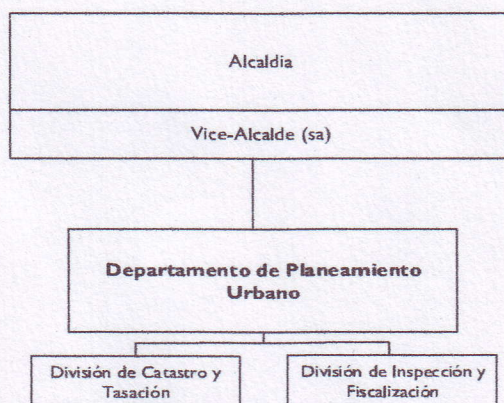 Alcaldia
Vice-Alcalde (sa)
Departamento de Planeamiento
Urbano
División de Catastro y
Tasación
División de Inspección y
Fiscalización